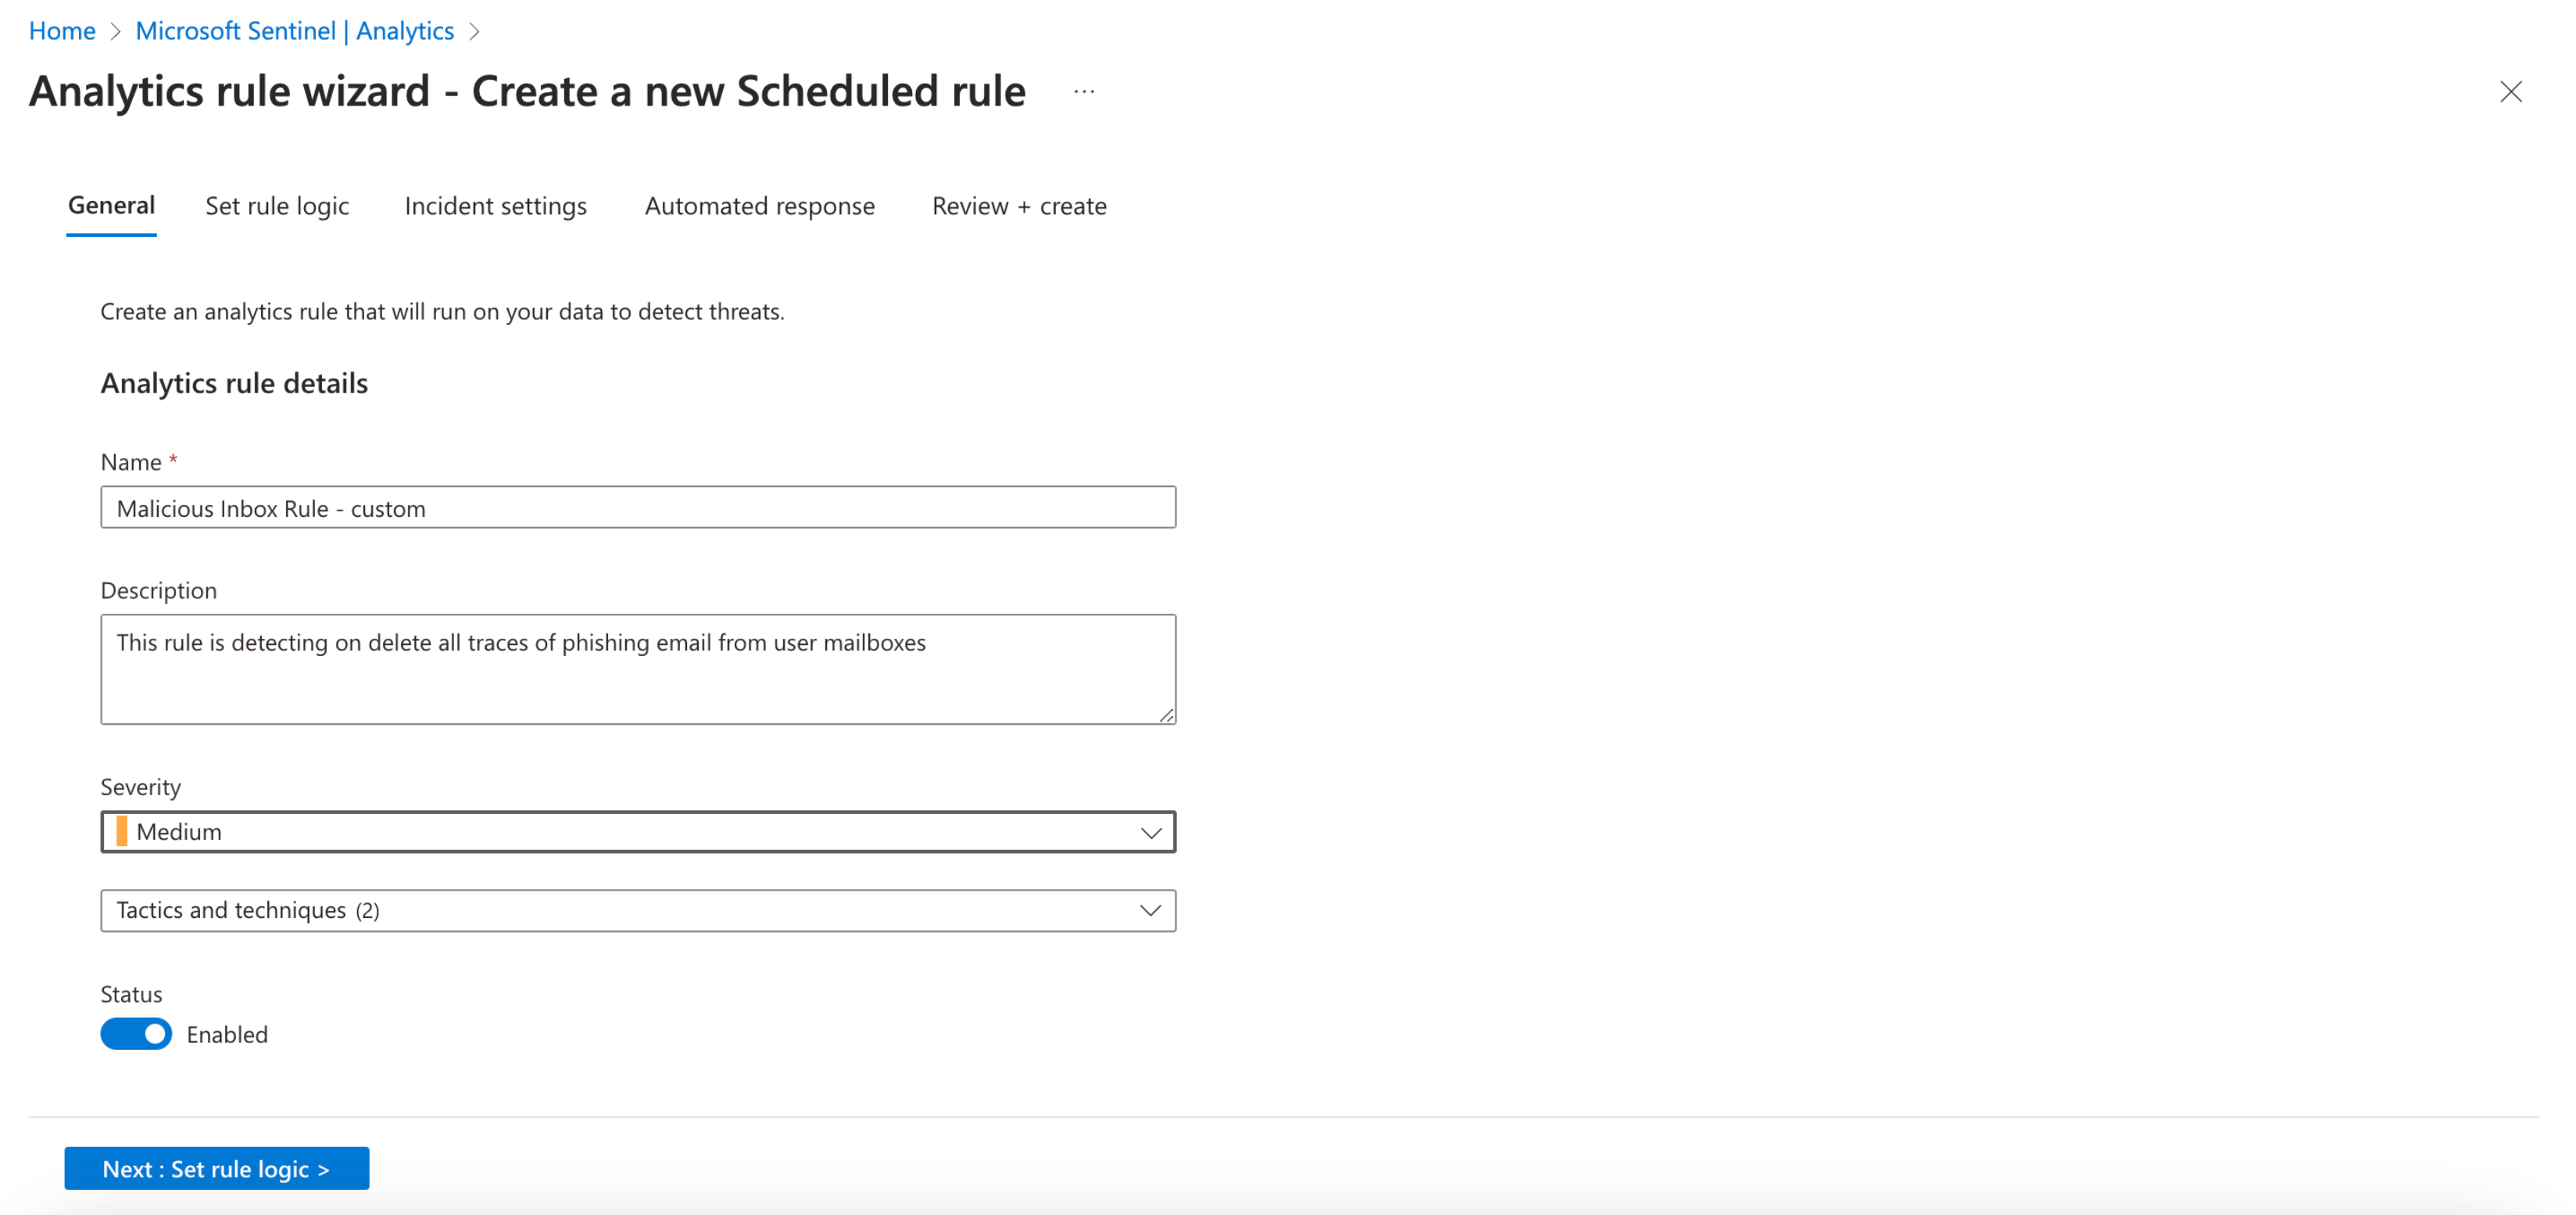 Home > Microsoft Sentinel | Analytics >
Analytics rule wizard - Create a new Scheduled rule ...
General Set rule logic Incident settings Automated response Review + create
Create an analytics rule that will run on your data to detect threats.
Analytics rule details
Name *
Malicious Inbox Rule - custom
Description
This rule is detecting on delete all traces of phishing email from user mailboxes
Severity
Medium
Tactics and techniques (2)
Status
Enabled
Next : Set rule logic >